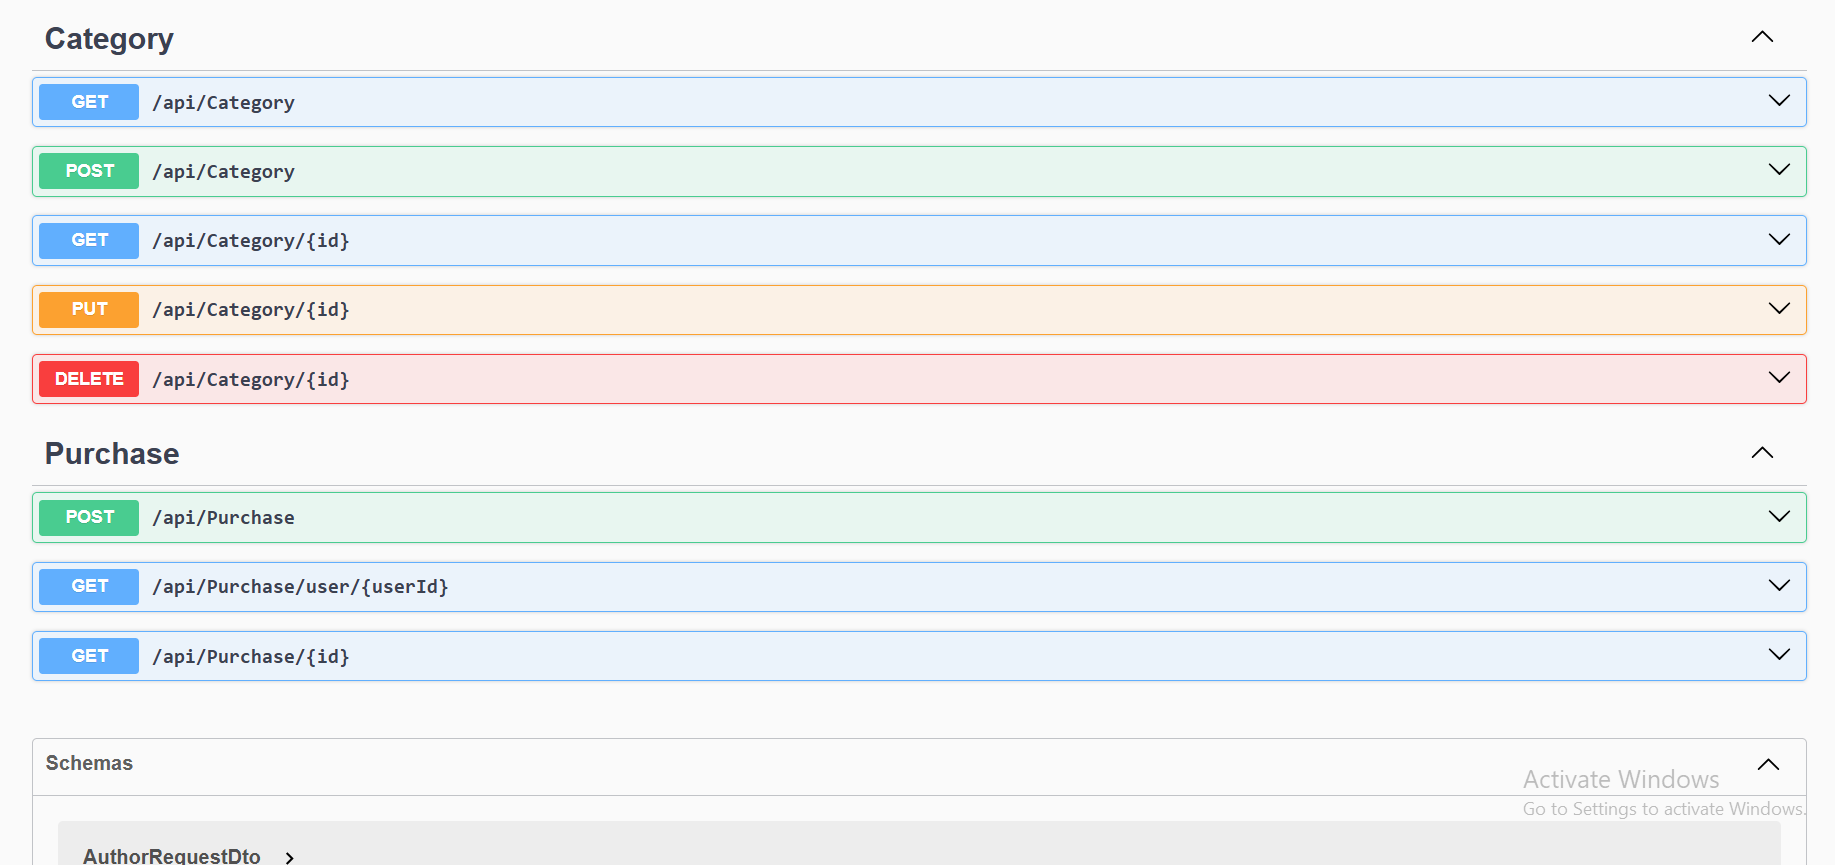 Category
GET /api/Category
POST /api/Category
GET /api/Category/{id}
PUT /api/Category/{id}
DELETE /api/Category/{id}
Purchase
POST /api/Purchase
GET /api/Purchase/user/{userId}
GET /api/Purchase/{id}
Schemas
Activate Windows
Go to Settings to activate Windows.
AuthorRequestDto